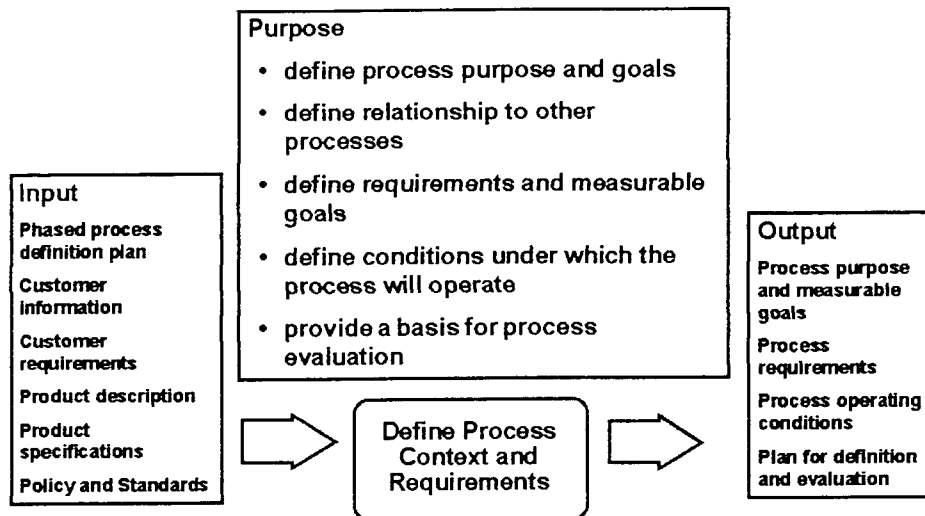 Purpose
• define process purpose and goals
• define relationship to other
processes
• define requirements and measurable
goals
• define conditions under which the
process will operate
• provide a basis for process
evaluation
Input
Phased process
definition plan
Customer
information
Customer
requirements
Product description
Product
specifications
Policy and Standards
Define Process
Context and
Requirements
Output
Process purpose
and measurable
goals
Process
requirements
Process operating
conditions
Plan for definition
and evaluation